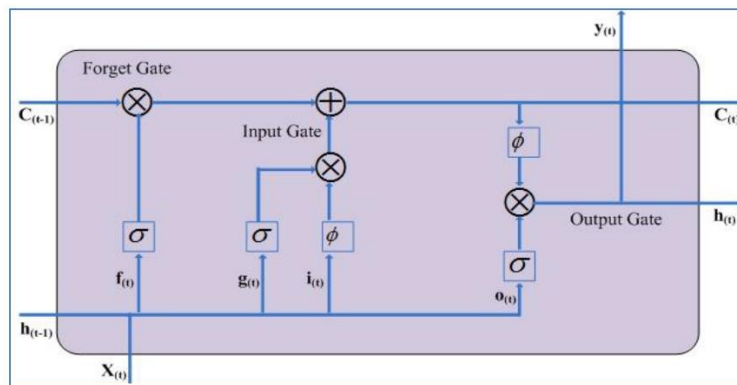 y(t)
Forget Gate
C(t-1)
C(t)
Input Gate
ϕ
Output Gate
h(t)
σ
σ
ϕ
σ
f(t)
g(t)
i(t)
o(t)
h(t-1)
X(t)